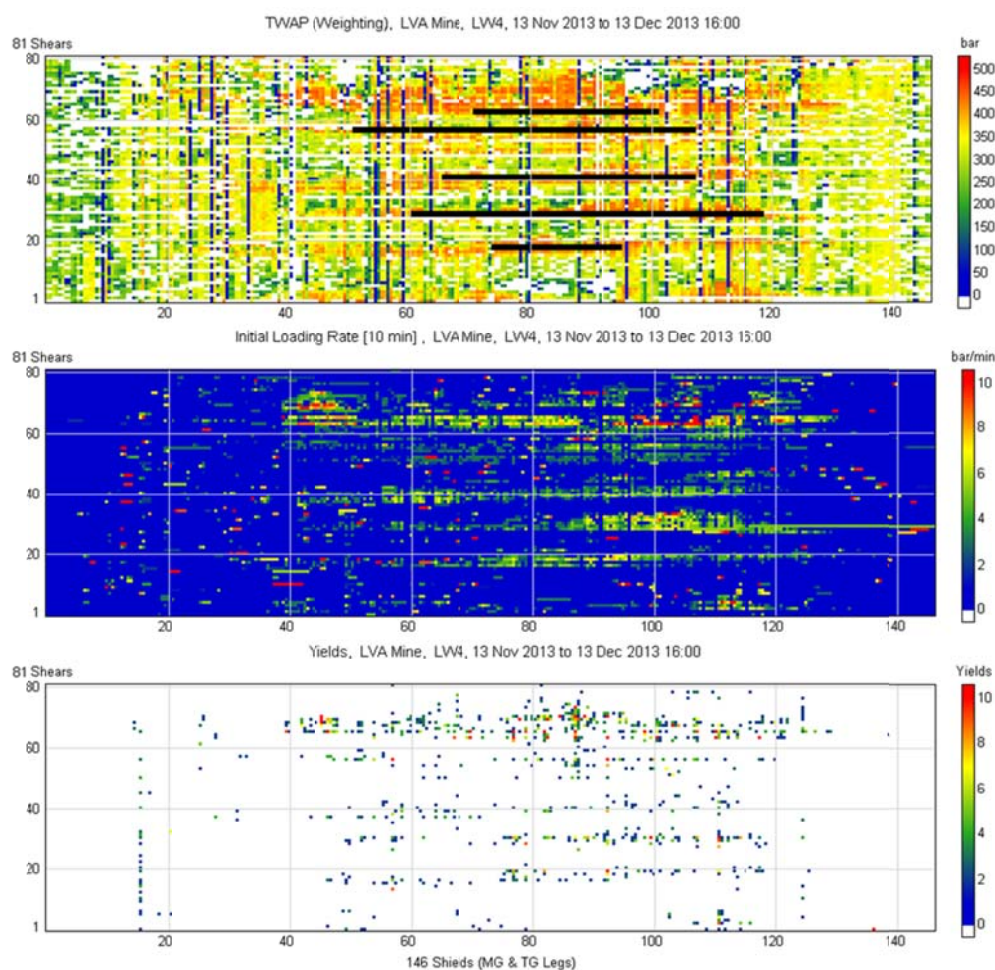 TWAP (Weighting), LVA Mine, LW4, 13 Nov 2013 to 13 Dec 2013 16:00
81 Shears
bar
80
60
40
20
1
500
450
400
350
300
250
200
150
100
50
0
20 40 60 80 100 120 140
Initial Loading Rate [10 min] , LVA Mine, LW4, 13 Nov 2013 to 13 Dec 2013 15:00
81 Shears
bar/min
80
60
40
20
1
10
8
6
4
2
0
20 40 60 80 100 120 140
Yields, LVA Mine, LW4, 13 Nov 2013 to 13 Dec 2013 16:00
81 Shears
Yields
80
60
40
20
1
10
8
6
4
2
0
20 40 60 80 100 120 140
146 Shields (MG & TG Legs)